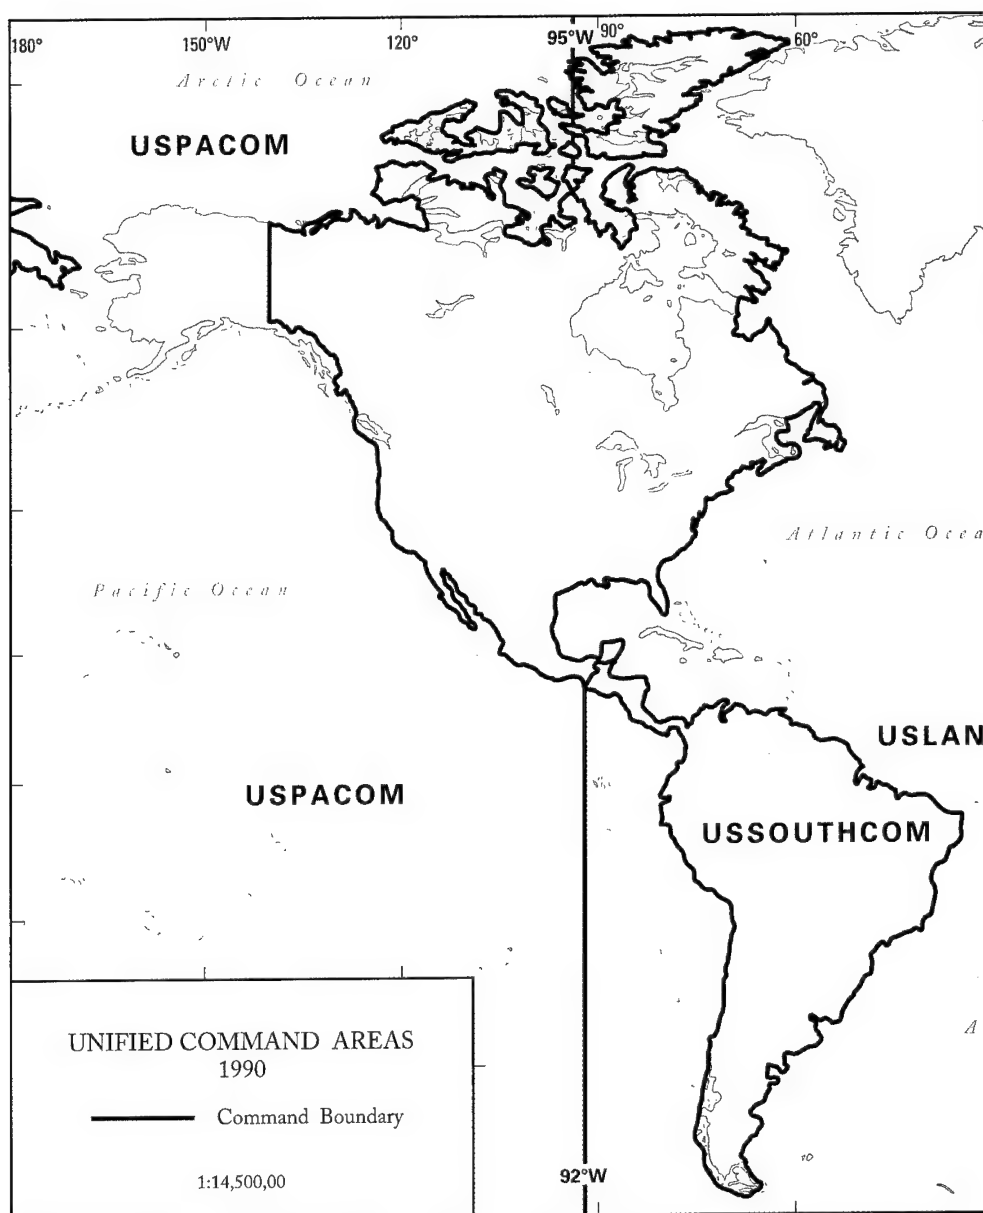 180°
150°W
120°
95°W
90°
60°
Arctic Ocean
USPACOM
Atlantic Ocea
Pacific Ocean
USLAN
USPACOM
USSOUTHCOM
UNIFIED COMMAND AREAS
1990
A
Command Boundary
92°W
1:14,500,00